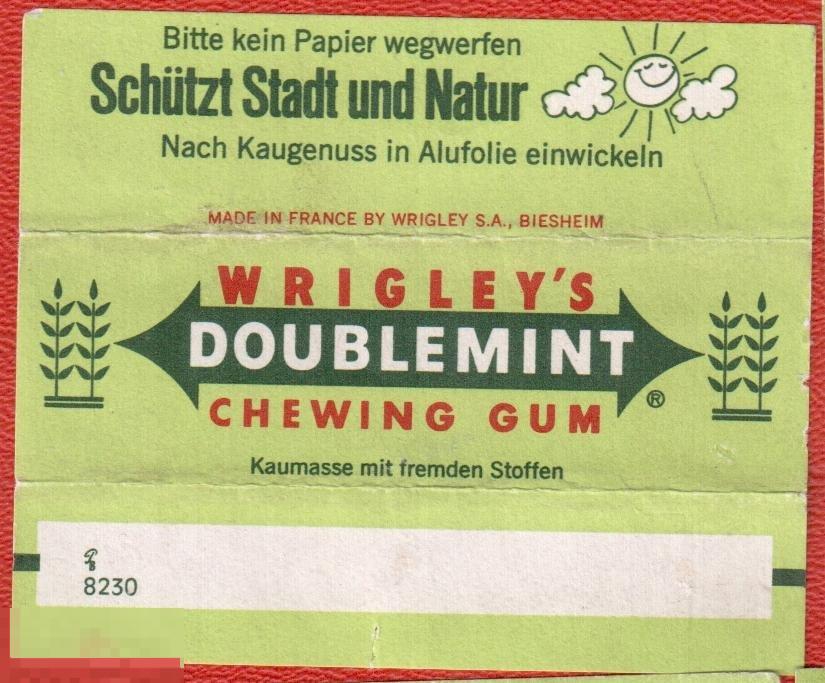 Bitte kein Papier wegwerfen
Schützt Stadt und Natur
Nach Kaugenuss in Alufolie einwickeln
MADE IN FRANCE BY WRIGLEY S.A., BIESHEIM
WRIGLEY'S
DOUBLEMINT
CHEWING GUM
®
Kaumasse mit fremden Stoffen
8230